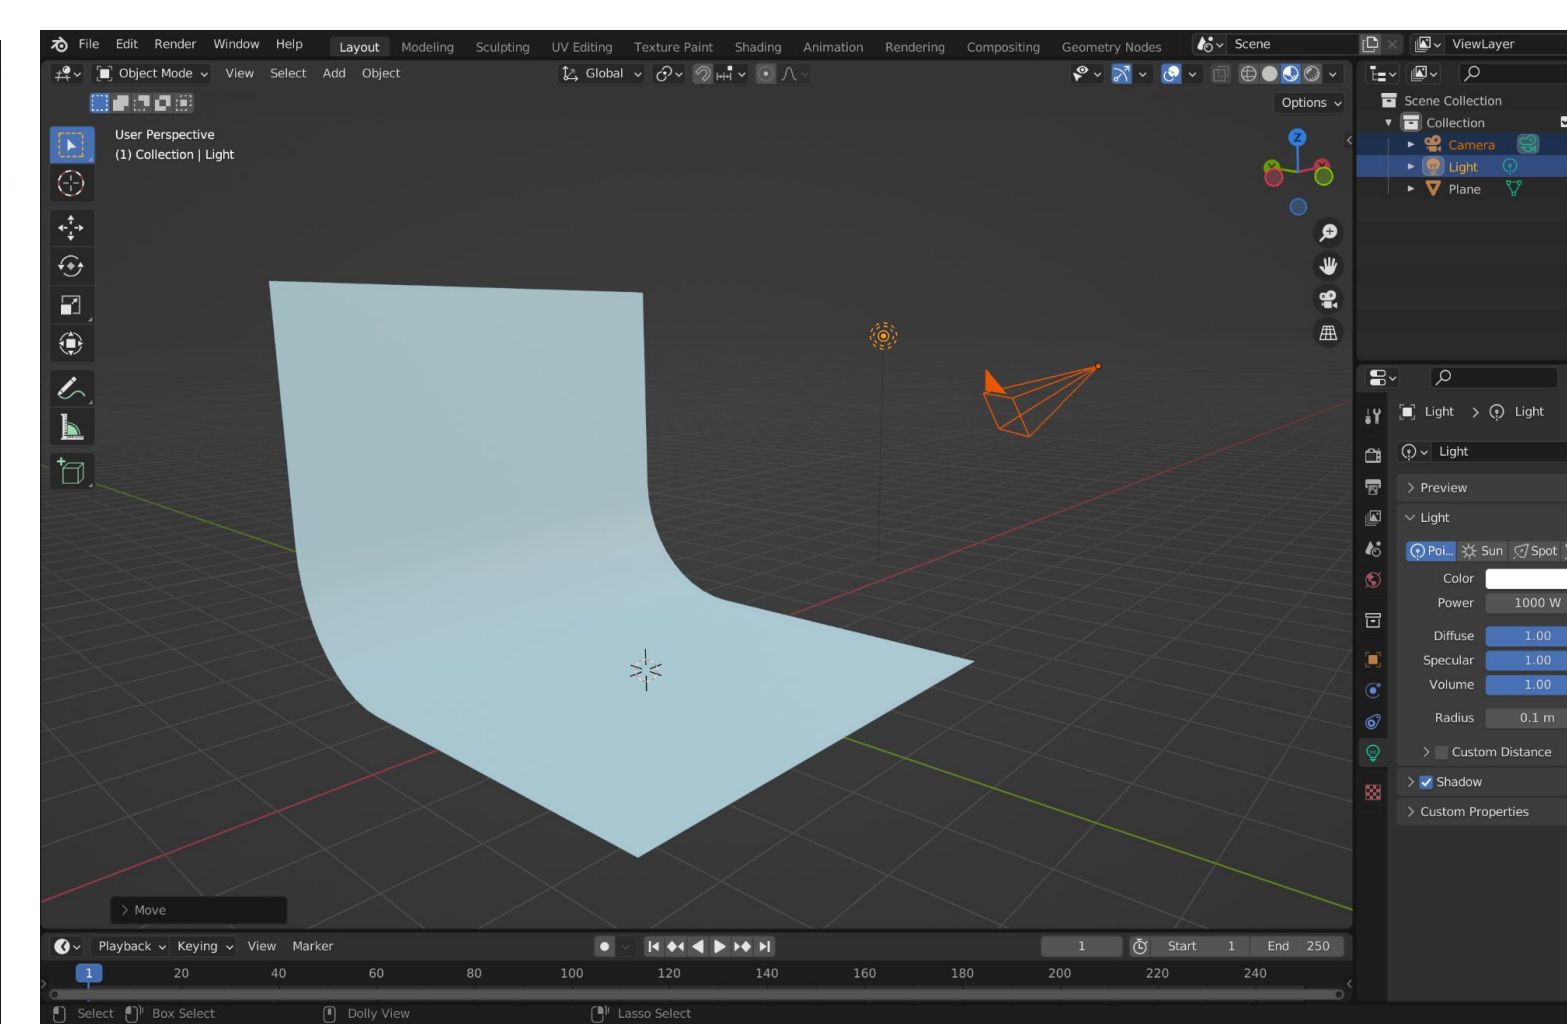 File Edit Render Window Help Layout Modeling Sculpting UV Editing Texture Paint Shading Animation Rendering Compositing Geometry Nodes Scene ViewLayer
Object Mode View Select Add Object Global
Options
User Perspective
(1) Collection | Light
Z
Scene Collection
Collection
Camera
Light
Plane
Light > Light
Light
Preview
Light
Poi... Sun Spot
Color
Power 1000 W
Diffuse 1.00
Specular 1.00
Volume 1.00
Radius 0.1 m
Custom Distance
Shadow
Custom Properties
> Move
Playback Keying View Marker 1 Start 1 End 250
1 20 40 60 80 100 120 140 160 180 200 220 240
Select Box Select Dolly View Lasso Select